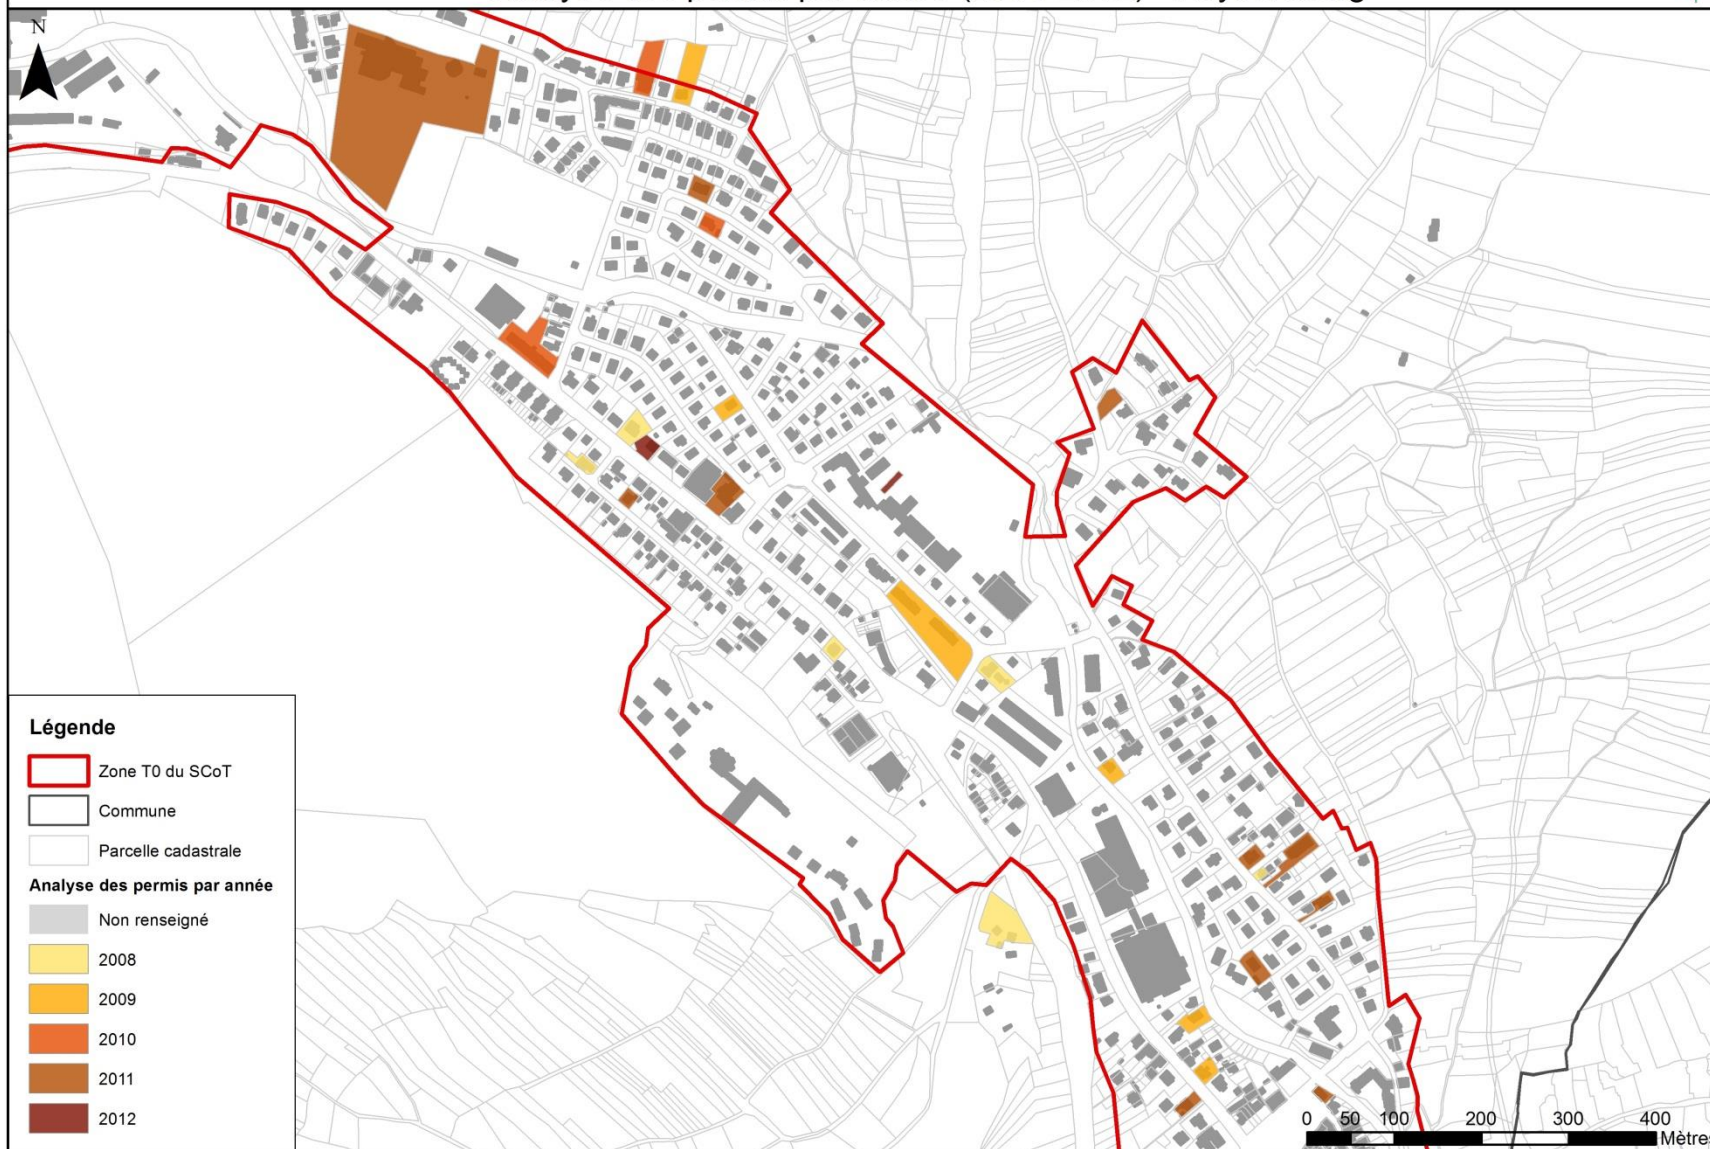 N
Légende
Zone T0 du SCoT
Commune
Parcelle cadastrale
Analyse des permis par année
Non renseigné
2008
2009
2010
2011
2012
0 50 100 200 300 400
Mètres